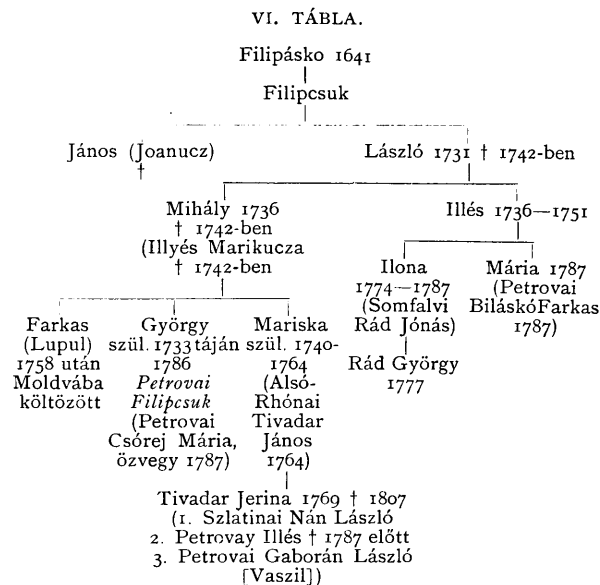 VI. TÁBLA.
Filipásko 1641
Filipcsuk
János (Joanucz)
†
László 1731 † 1742-ben
Mihály 1736
† 1742-ben
(Illyés Marikucza
† 1742-ben
Illés 1736—1751
Ilona
1774—1787
(Somfalvi
Rád Jónás)
Rád György
1777
Mária 1787
(Petrovai
BiláskóFarkas
1787)
Farkas
(Lupul)
1758 után
Moldvába
költözött
György
szül. 1733 táján
1786
Petrovai
Filipcsuk
(Petrovai
Csórej Mária,
özvegy 1787)
Mariska
szül. 1740-
1764
(Alsó-
Rhónai
Tivadar
János
1764)
Tivadar Jerina 1769 † 1807
(1. Szlatinai Nán László
2. Petrovay Illés † 1787 előtt
3. Petrovai Gaborán László
[Vaszil])